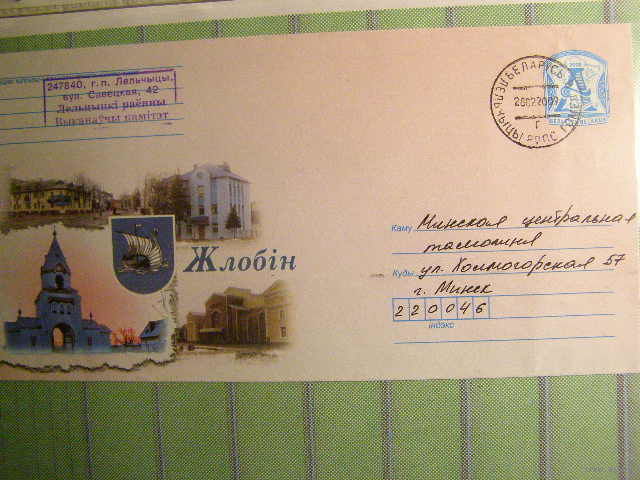 247840, г.п. Лельчыцы,
вул. Савецкая, 42
Лельчыцкі раённы
Выканаўчы камітэт
БЕЛАРУСЬ
ЛЕЛЬЧЫЦЫ
Жлобін
Каму Минская центральная
таможня
Куды ул. Холмогорская 57
г. Минск
220046
індэкс